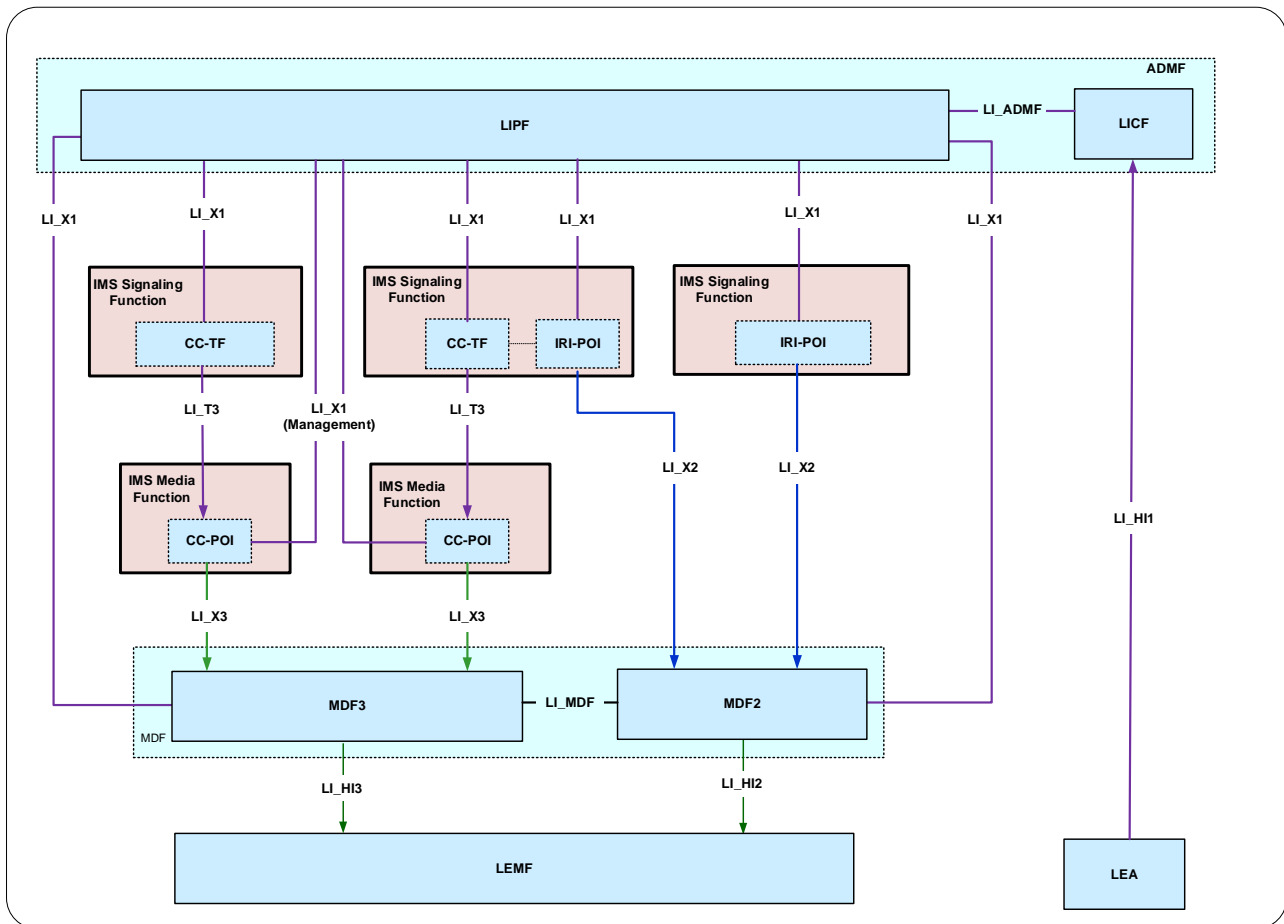 ADMF
LIPF
LI_ADMF
LICF
LI_X1
LI_X1
LI_X1
LI_X1
LI_X1
LI_X1
IMS Signaling
Function
CC-TF
IMS Signaling
Function
CC-TF
IRI-POI
IMS Signaling
Function
IRI-POI
LI_T3
LI_X1
(Management)
LI_T3
LI_X2
LI_X2
IMS Media
Function
CC-POI
IMS Media
Function
CC-POI
LI_HI1
LI_X3
LI_X3
MDF3
LI_MDF
MDF2
MDF
LI_HI3
LI_HI2
LEMF
LEA